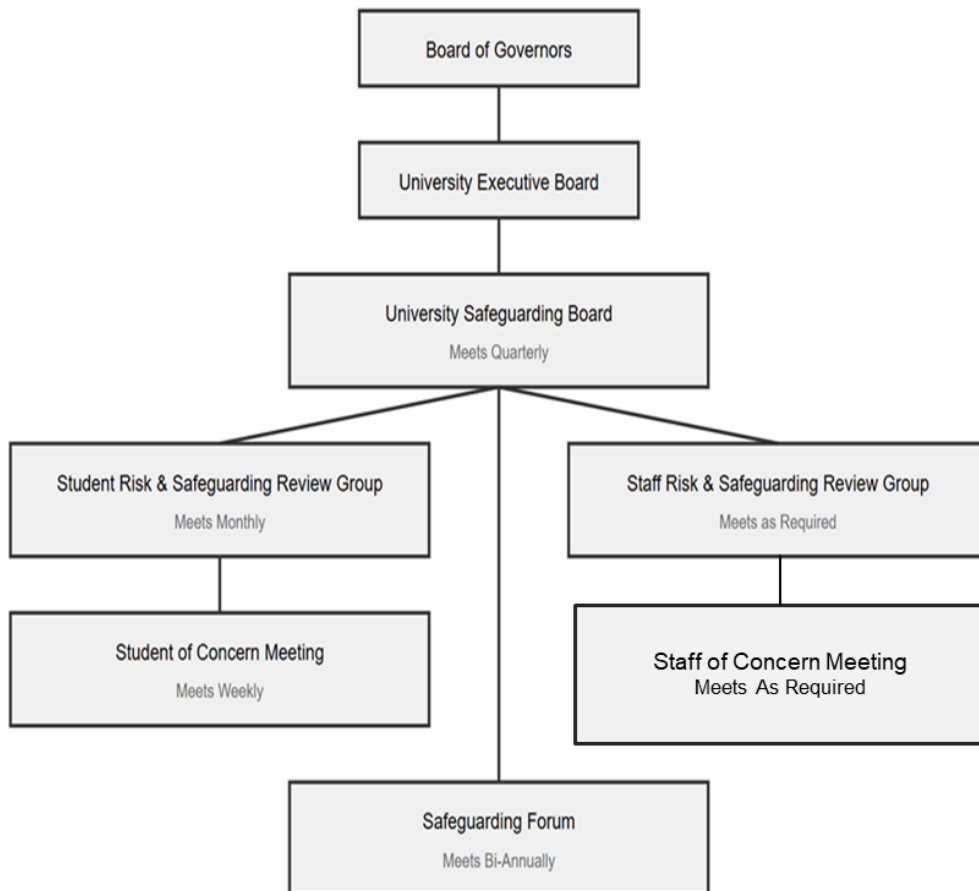 Board of Governors
University Executive Board
University Safeguarding Board
Meets Quarterly
Student Risk & Safeguarding Review Group
Meets Monthly
Staff Risk & Safeguarding Review Group
Meets as Required
Student of Concern Meeting
Meets Weekly
Staff of Concern Meeting
Meets As Required
Safeguarding Forum
Meets Bi-Annually